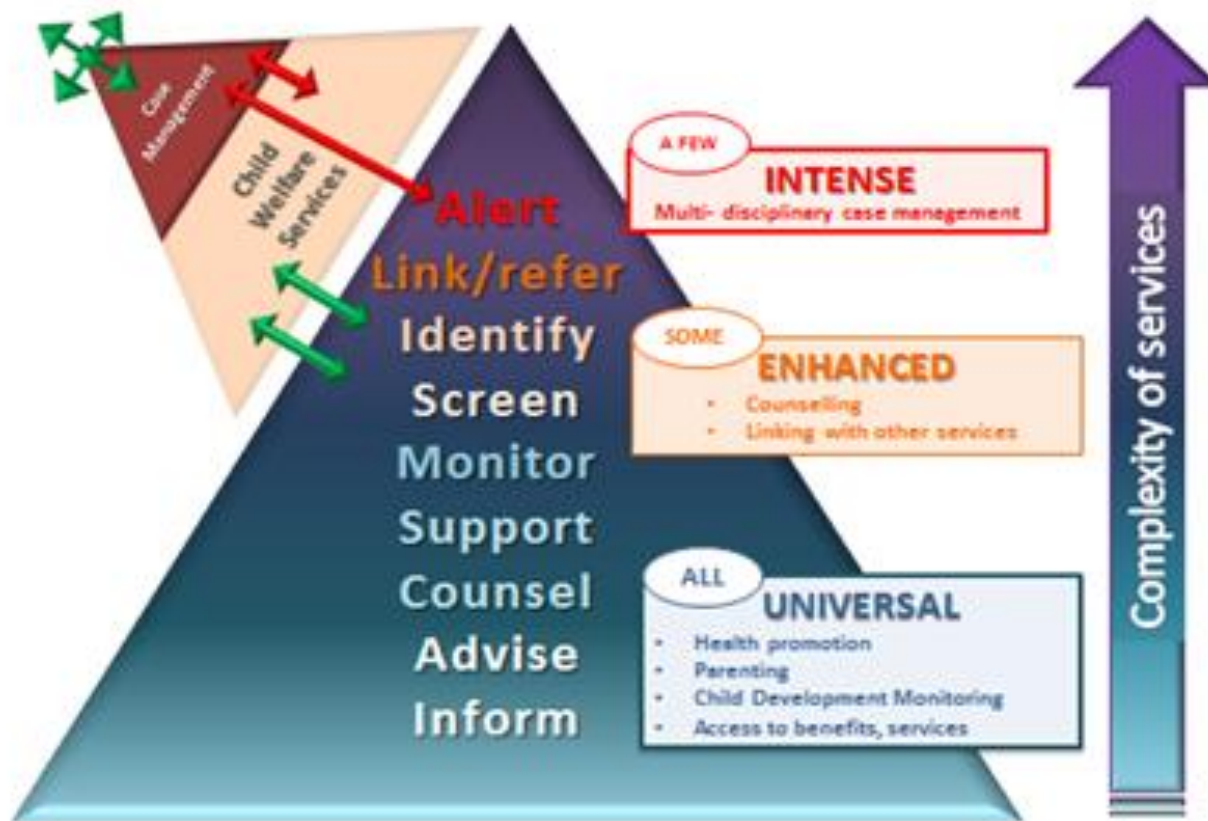 Case
Management
Child
Welfare
Services
Alert
Link/refer
Identify
Screen
Monitor
Support
Counsel
Advise
Inform
A FEW
INTENSE
Multi- disciplinary case management
SOME
ENHANCED
• Counselling
• Linking with other services
ALL
UNIVERSAL
• Health promotion
• Parenting
• Child Development Monitoring
• Access to benefits, services
Complexity of services